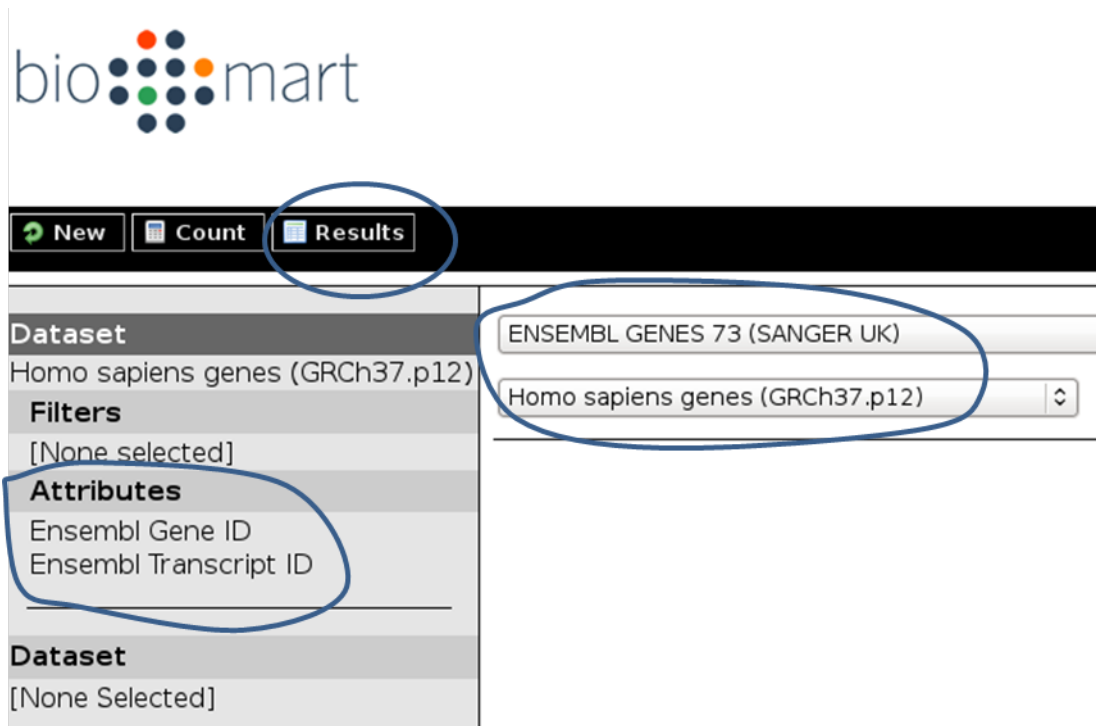 bio mart
New Count Results
Dataset
Homo sapiens genes (GRCh37.p12)
Filters
[None selected]
Attributes
Ensembl Gene ID
Ensembl Transcript ID
Dataset
[None Selected]
ENSEMBL GENES 73 (SANGER UK)
Homo sapiens genes (GRCh37.p12)